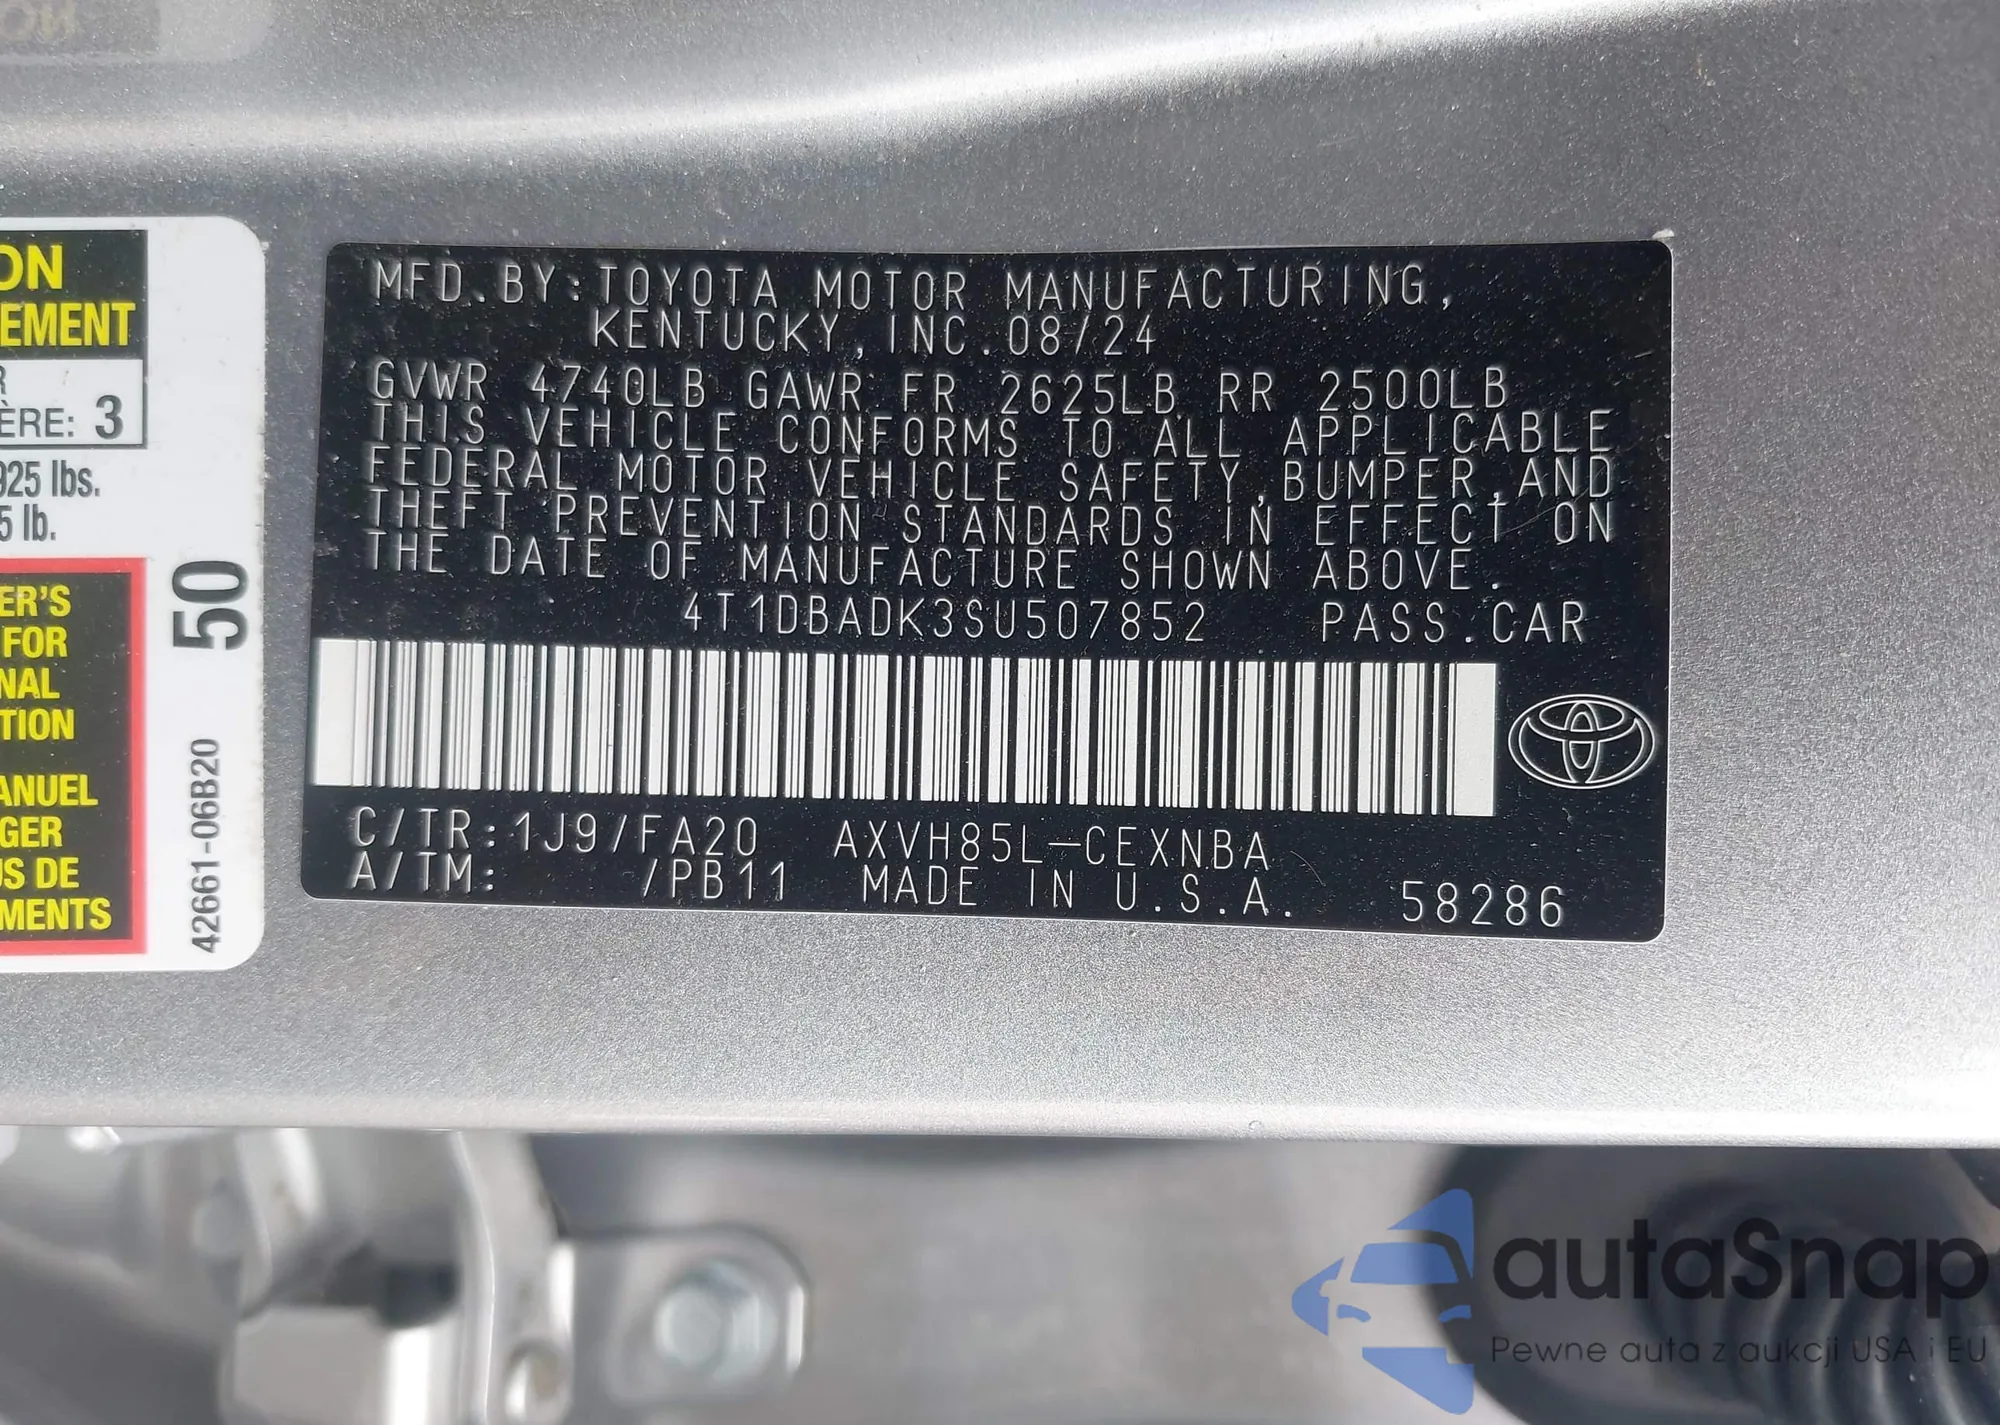 ON
EMENT
R
ÈRE: 3
925 lbs.
5 lb.
ER'S
FOR
NAL
TION
ANUEL
GER
US DE
MENTS
50
42661-06B20
MFD.BY:TOYOTA MOTOR MANUFACTURING,
KENTUCKY,INC.08/24
GVWR 4740LB GAWR FR 2625LB RR 2500LB
THIS VEHICLE CONFORMS TO ALL APPLICABLE
FEDERAL MOTOR VEHICLE SAFETY,BUMPER,AND
THEFT PREVENTION STANDARDS IN EFFECT ON
THE DATE OF MANUFACTURE SHOWN ABOVE.
4T1DBADK3SU507852 PASS.CAR
C/TR:1J9/FA20 AXVH85L-CEXNBA
A/TM: /PB11 MADE IN U.S.A. 58286
autaSnap
Pewne auta z aukcji USA i EU